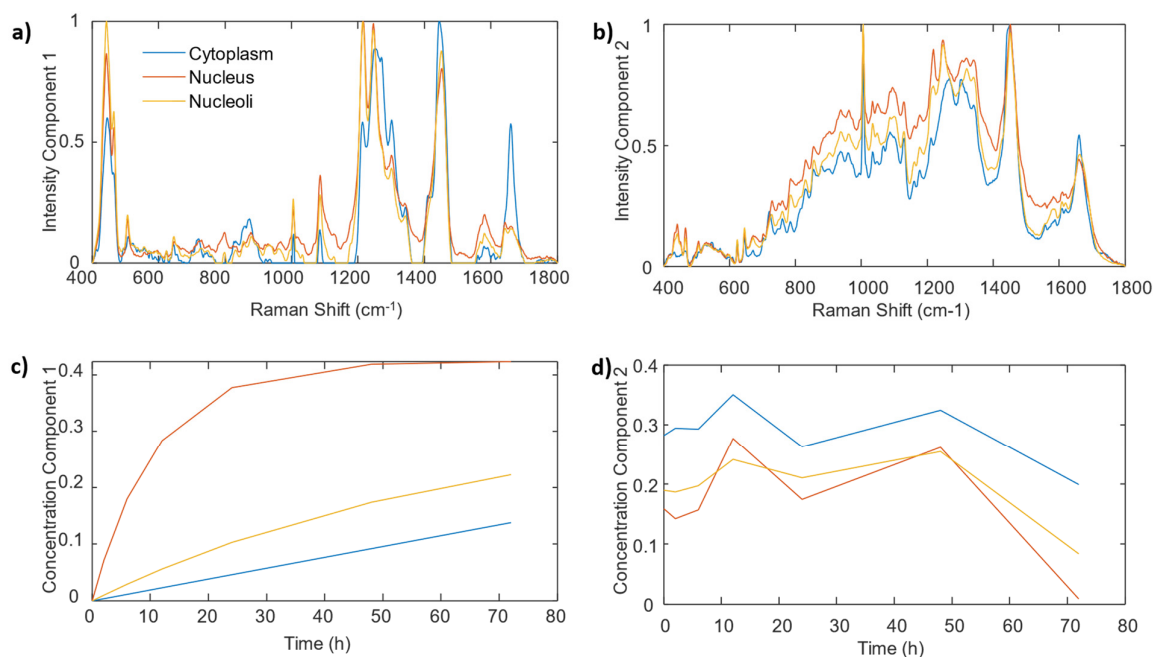 a)
Intensity Component 1
1
0.5
0
Cytoplasm
Nucleus
Nucleoli
400 600 800 1000 1200 1400 1600 1800
Raman Shift (cm-1)
b)
Intensity Component 2
1
0.5
0
400 600 800 1000 1200 1400 1600 1800
Raman Shift (cm-1)
c)
Concentration Component 1
0.4
0.3
0.2
0.1
0
0 10 20 30 40 50 60 70 80
Time (h)
d)
Concentration Component 2
0.4
0.3
0.2
0.1
0
0 10 20 30 40 50 60 70 80
Time (h)